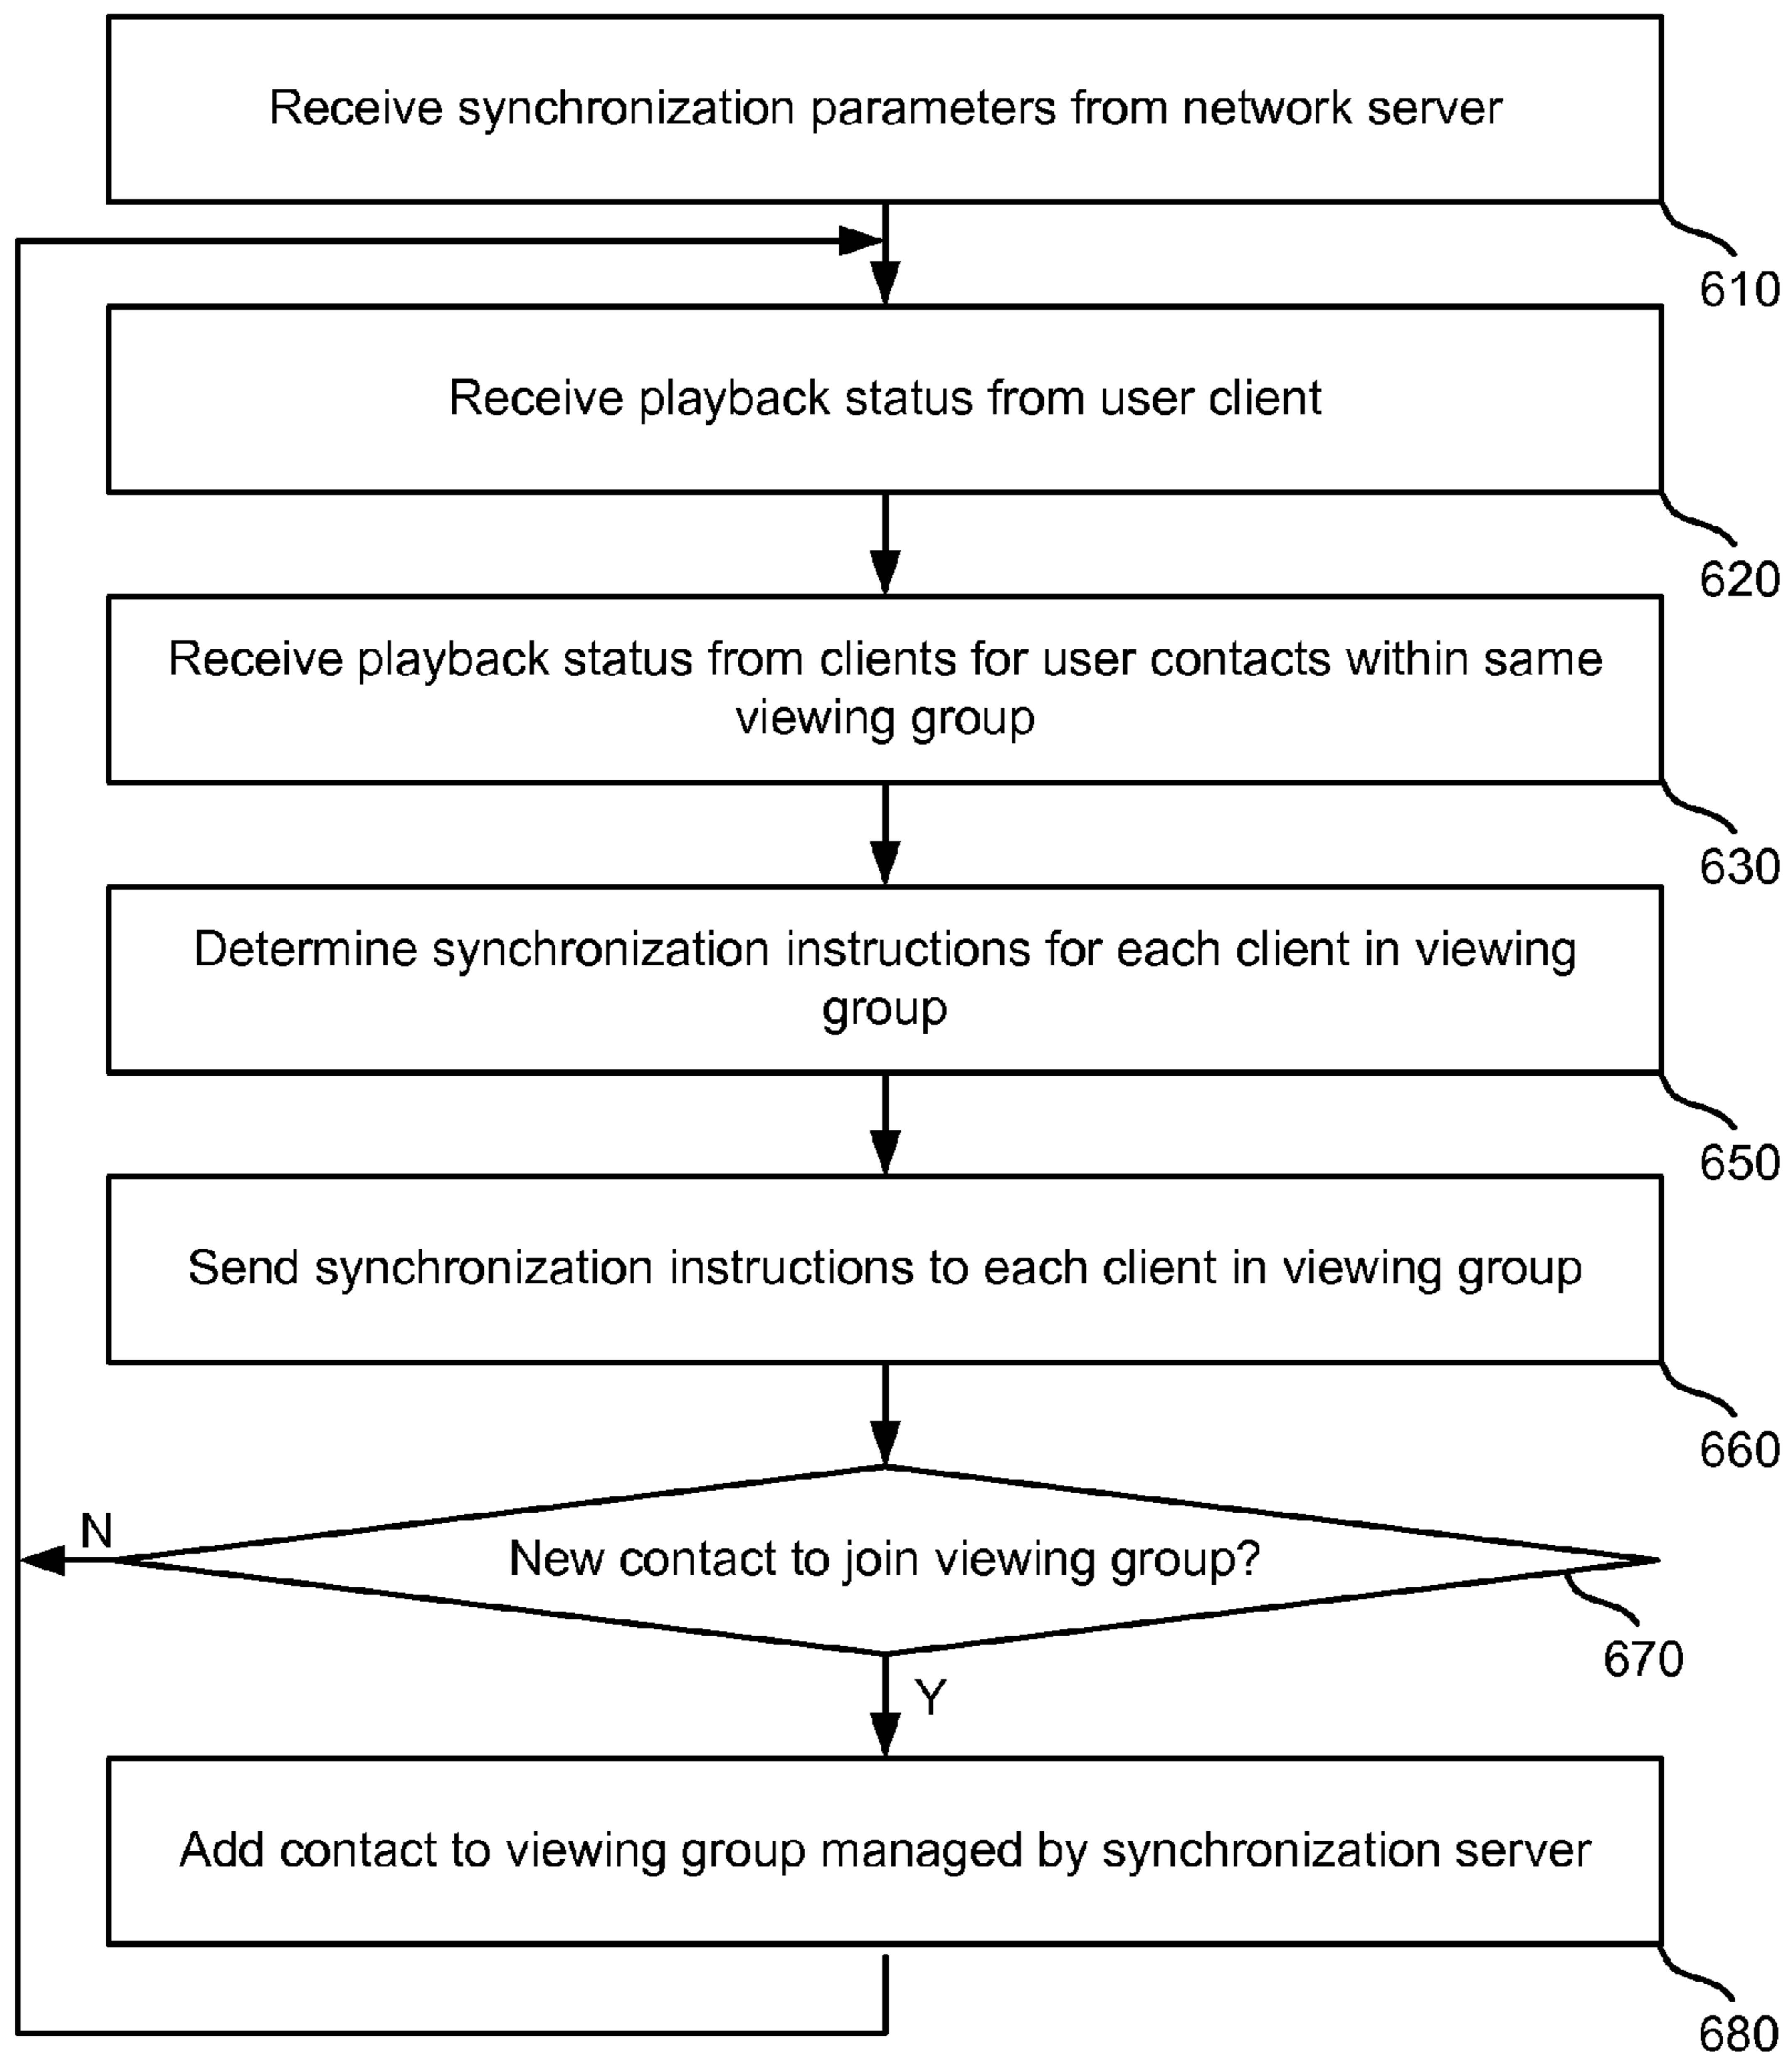 Receive synchronization parameters from network server
610
Receive playback status from user client
620
Receive playback status from clients for user contacts within same
viewing group
630
Determine synchronization instructions for each client in viewing
group
650
Send synchronization instructions to each client in viewing group
660
N
New contact to join viewing group?
670
Y
Add contact to viewing group managed by synchronization server
680